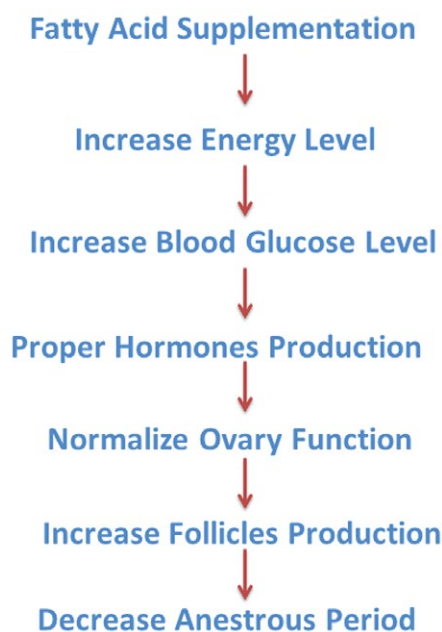 Fatty Acid Supplementation
Increase Energy Level
Increase Blood Glucose Level
Proper Hormones Production
Normalize Ovary Function
Increase Follicles Production
Decrease Anestrous Period